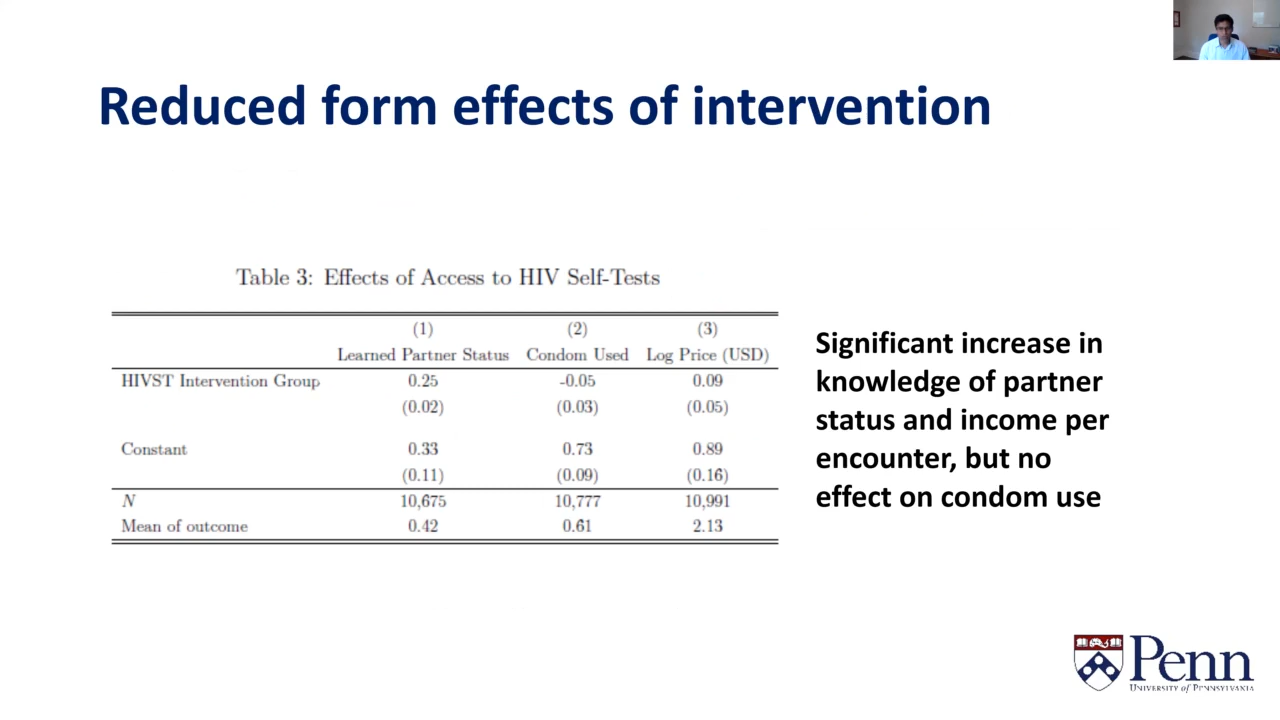 Reduced form effects of intervention
Table 3: Effects of Access to HIV Self-Tests
(1) (2) (3)
Learned Partner Status Condom Used Log Price (USD)
HIVST Intervention Group 0.25 -0.05 0.09
(0.02) (0.03) (0.05)
Constant 0.33 0.73 0.89
(0.11) (0.09) (0.16)
N 10,675 10,777 10,991
Mean of outcome 0.42 0.61 2.13
Significant increase in
knowledge of partner
status and income per
encounter, but no
effect on condom use
Penn
UNIVERSITY of PENNSYLVANIA